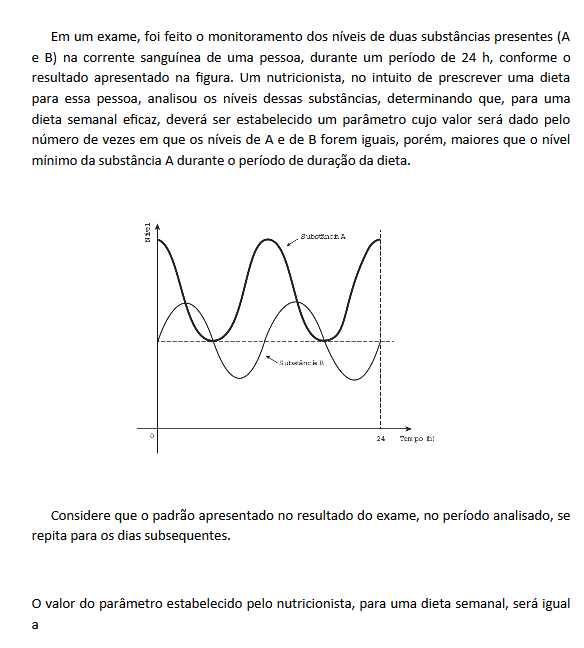 Em um exame, foi feito o monitoramento dos níveis de duas substâncias presentes (A
e B) na corrente sanguínea de uma pessoa, durante um período de 24 h, conforme o
resultado apresentado na figura. Um nutricionista, no intuito de prescrever uma dieta
para essa pessoa, analisou os níveis dessas substâncias, determinando que, para uma
dieta semanal eficaz, deverá ser estabelecido um parâmetro cujo valor será dado pelo
número de vezes em que os níveis de A e de B forem iguais, porém, maiores que o nível
mínimo da substância A durante o período de duração da dieta.
Nível
Substância A
Substância B
0
24
Tempo (h)
Considere que o padrão apresentado no resultado do exame, no período analisado, se
repita para os dias subsequentes.
O valor do parâmetro estabelecido pelo nutricionista, para uma dieta semanal, será igual
a